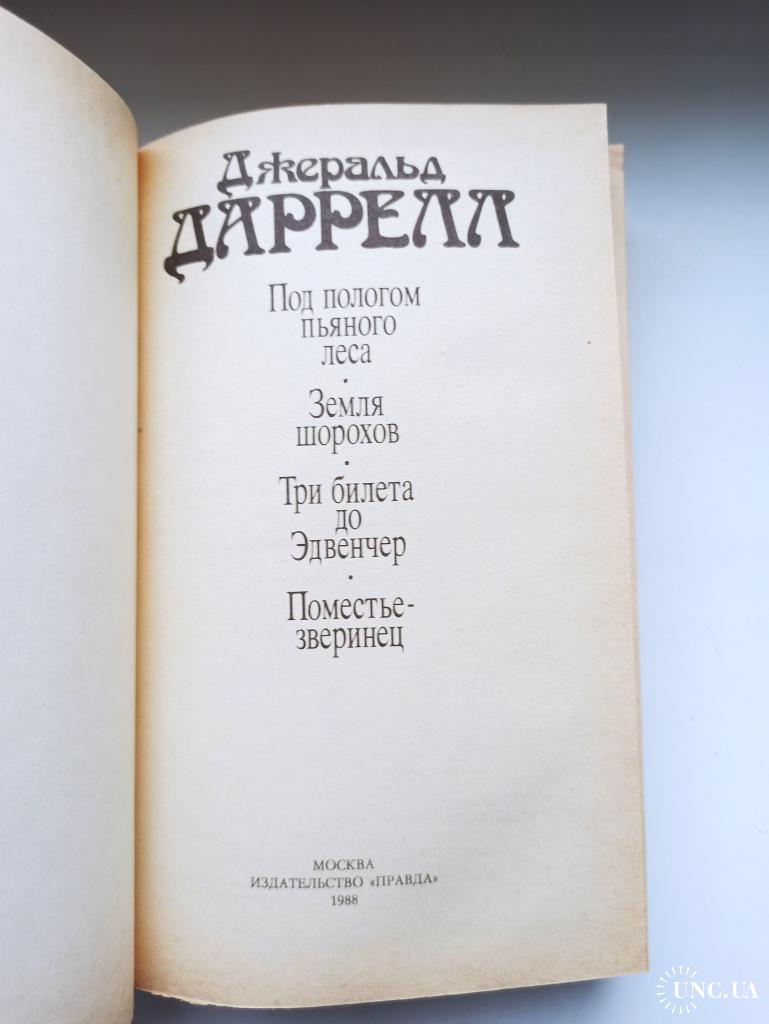 Джеральд
ДАРРЕЛЛ
Под пологом
пьяного
леса
·
Земля
шорохов
·
Три билета
до
Эдвенчер
·
Поместье-
зверинец
МОСКВА
ИЗДАТЕЛЬСТВО «ПРАВДА»
1988
UNC.UA